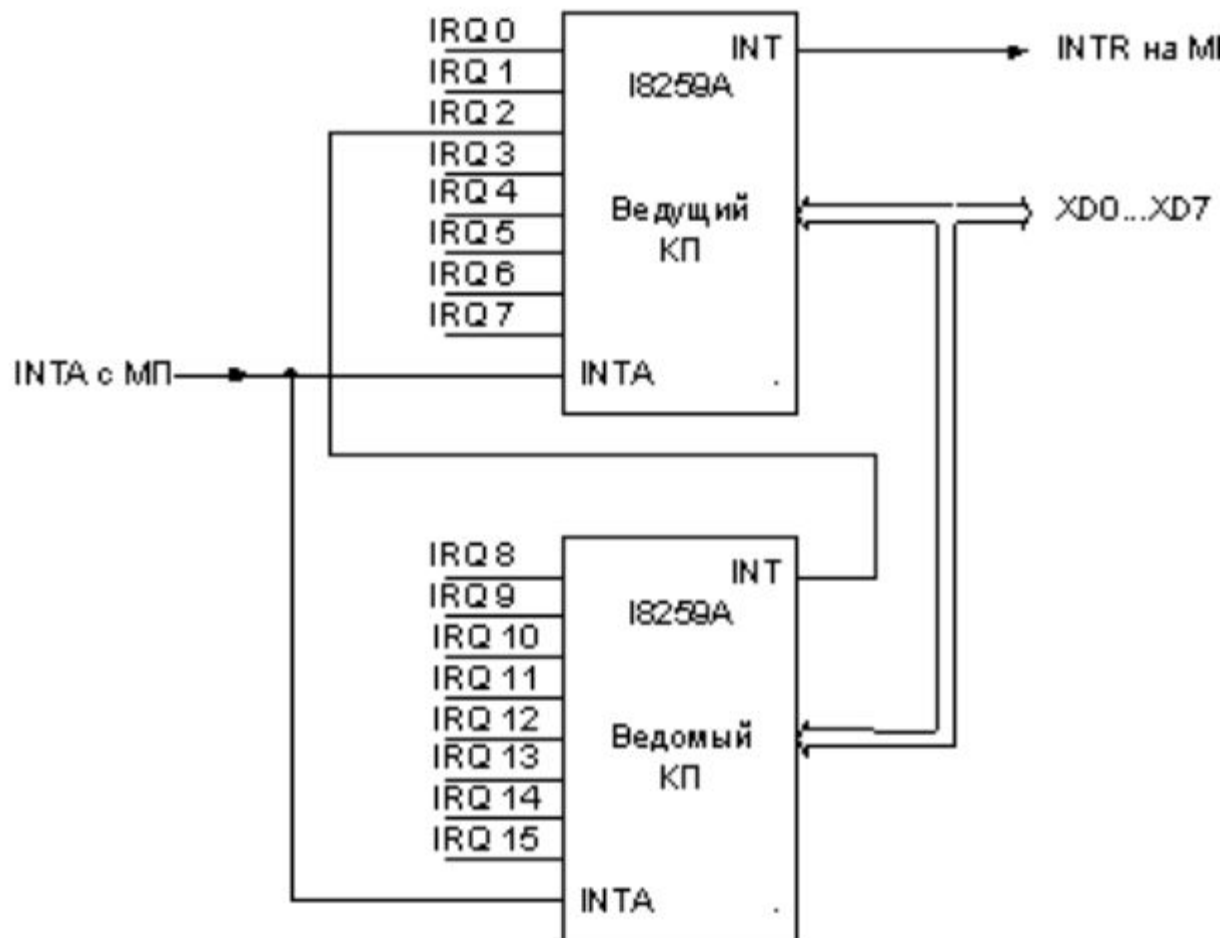 IRQ 0
INT
INTR на МП
IRQ 1
I8259A
IRQ 2
IRQ 3
IRQ 4
Ведущий
КП
XD0...XD7
IRQ 5
IRQ 6
IRQ 7
INTA с МП
INTA
IRQ 8
INT
IRQ 9
I8259A
IRQ 10
IRQ 11
IRQ 12
Ведомый
КП
IRQ 13
IRQ 14
IRQ 15
INTA